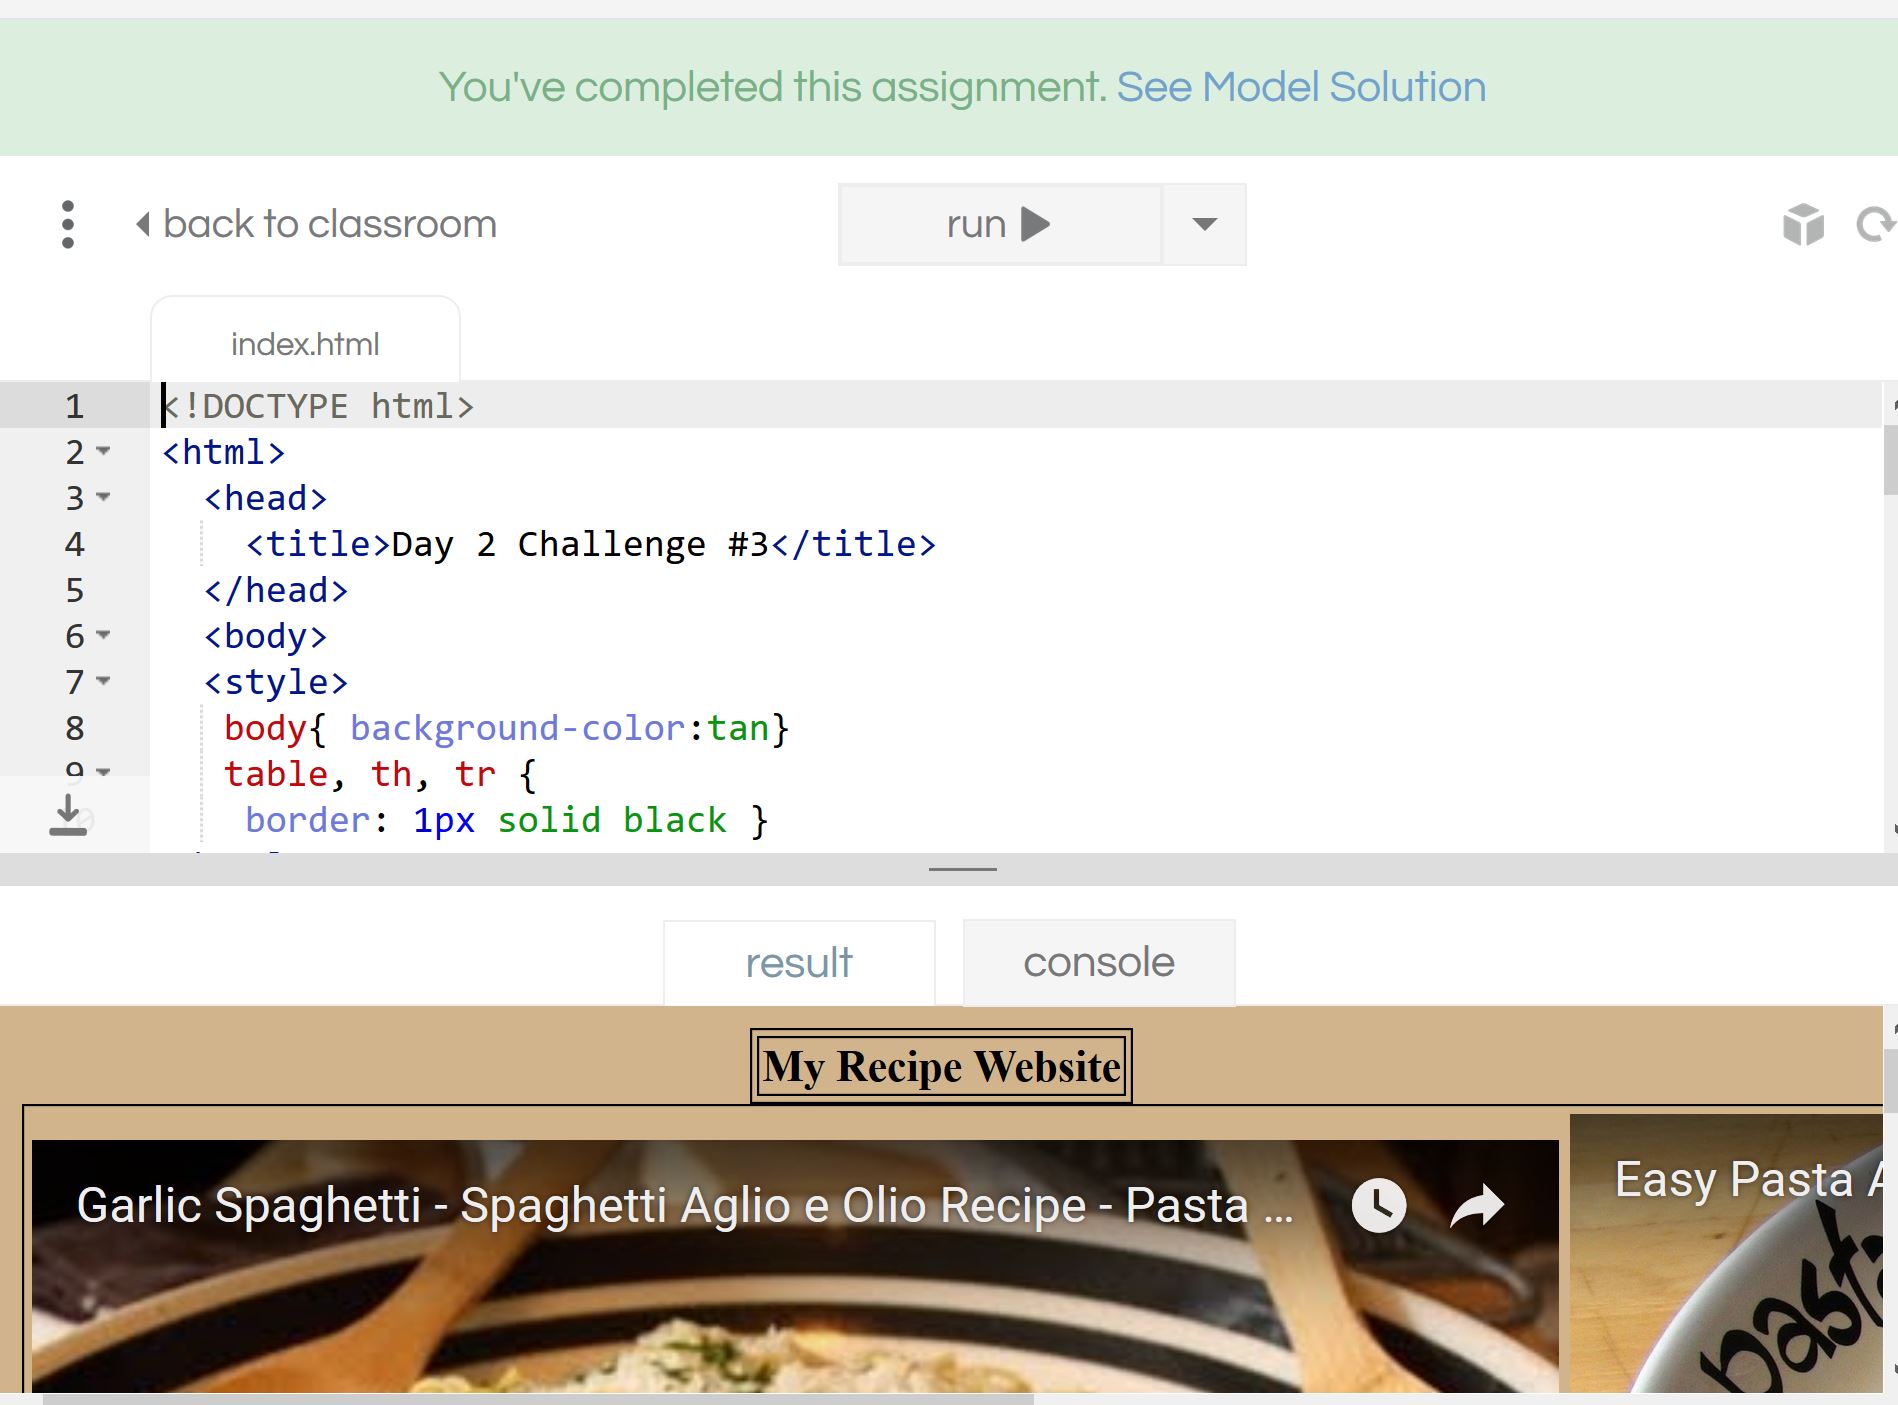 You've completed this assignment. See Model Solution
back to classroom
run
index.html
1 <!DOCTYPE html>
2 <html>
3 <head>
4 <title>Day 2 Challenge #3</title>
5 </head>
6 <body>
7 <style>
8 body{ background-color:tan}
9 table, th, tr {
10 border: 1px solid black }
result
console
My Recipe Website
Garlic Spaghetti - Spaghetti Aglio e Olio Recipe - Pasta ...
Easy Pasta A
pasta